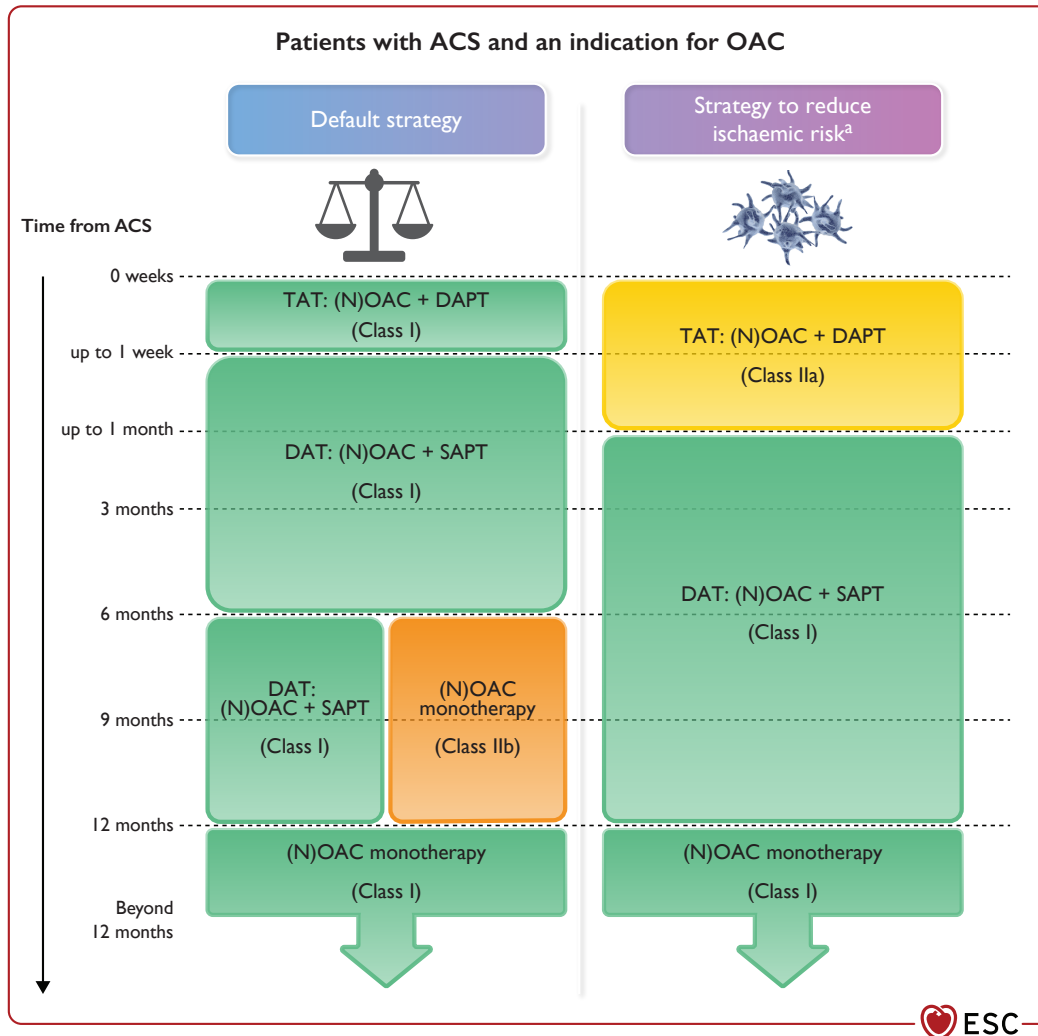 Patients with ACS and an indication for OAC
Default strategy
Strategy to reduce
ischaemic riskᵃ
Time from ACS
0 weeks
TAT: (N)OAC + DAPT
(Class I)
TAT: (N)OAC + DAPT
(Class IIa)
up to 1 week
up to 1 month
DAT: (N)OAC + SAPT
(Class I)
3 months
DAT: (N)OAC + SAPT
(Class I)
6 months
DAT:
(N)OAC + SAPT
(Class I)
(N)OAC
monotherapy
(Class IIb)
9 months
12 months
(N)OAC monotherapy
(Class I)
(N)OAC monotherapy
(Class I)
Beyond
12 months
ESC